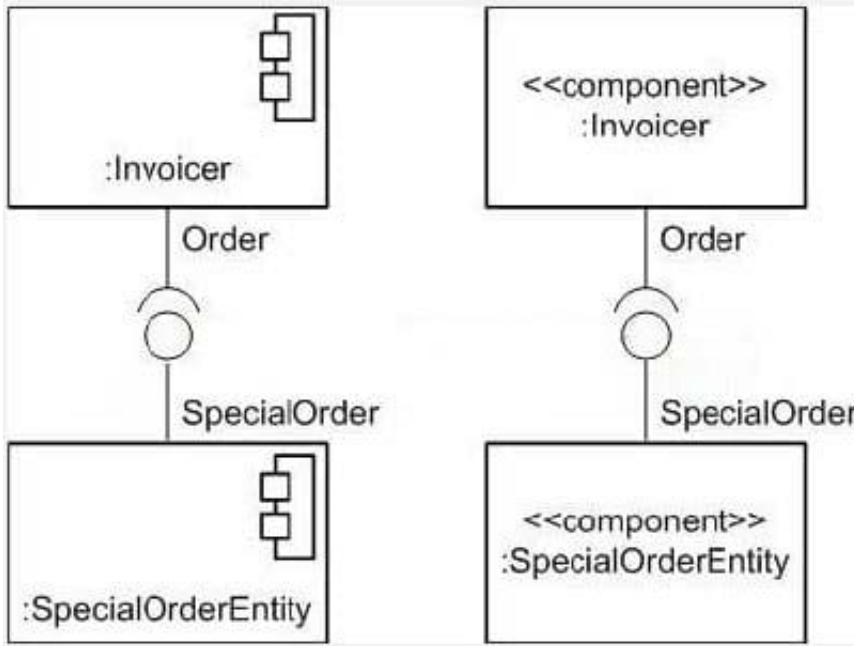 :Invoicer
Order
SpecialOrder
:SpecialOrderEntity
<<component>>
:Invoicer
Order
SpecialOrder
<<component>>
:SpecialOrderEntity